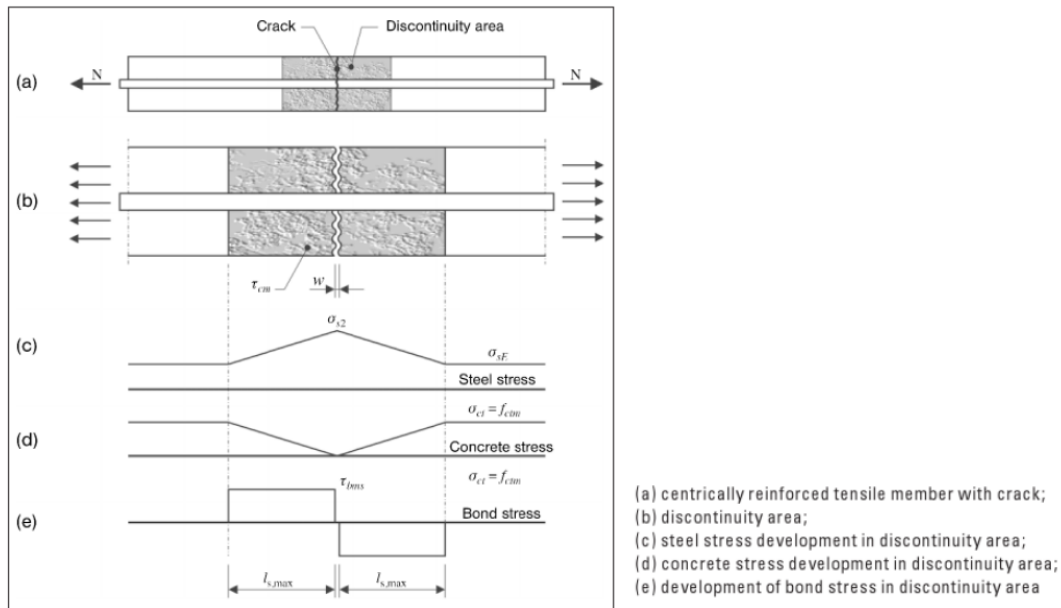 Crack
Discontinuity area
(a)
N
N
(b)
τcm
w
σs2
(c)
σsE
Steel stress
σct = fctm
(d)
Concrete stress
σct = fctm
τbms
(e)
Bond stress
ls,max
ls,max
(a) centrically reinforced tensile member with crack;
(b) discontinuity area;
(c) steel stress development in discontinuity area;
(d) concrete stress development in discontinuity area;
(e) development of bond stress in discontinuity area